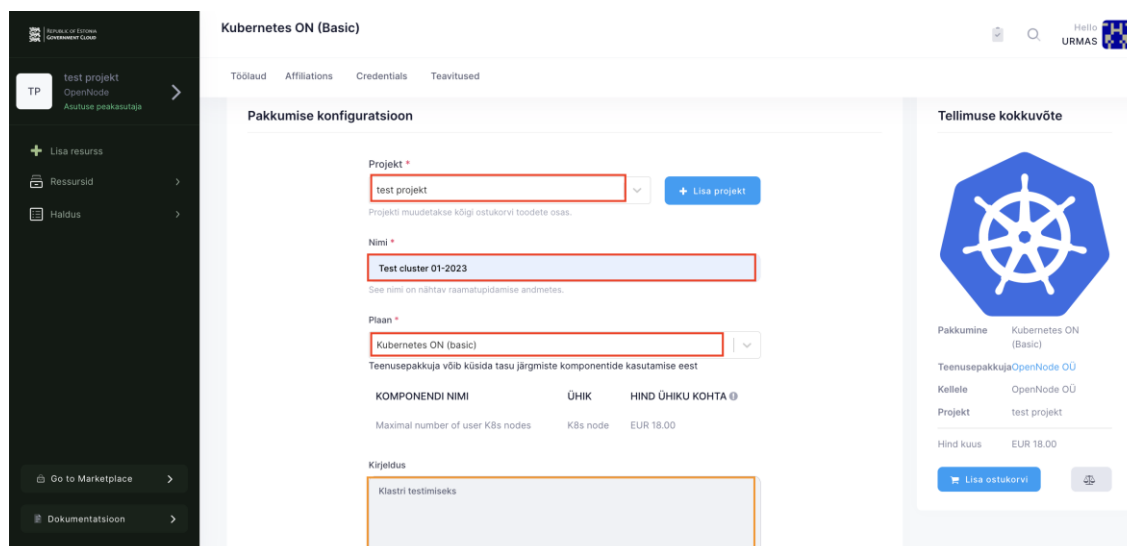 REPUBLIC OF ESTONIA
GOVERNMENT CLOUD
TP
test projekt
OpenNode
Asutuse peakasutaja
Lisa resurss
Ressursid
Haldus
Go to Marketplace
Dokumentatsioon
Kubernetes ON (Basic)
Hello
URMAS
Töölaud Affiliations Credentials Teavitused
Pakkumise konfiguratsioon
Projekt *
test projekt
+ Lisa projekt
Projekti muudetakse kõigi ostukorvi toodete osas.
Nimi *
Test cluster 01-2023
See nimi on nähtav raamatupidamise andmetes.
Plaan *
Kubernetes ON (basic)
Teenusepakkuja võib küsida tasu järgmiste komponentide kasutamise eest
KOMPONENDI NIMI ÜHIK HIND ÜHIKU KOHTA
Maximal number of user K8s nodes K8s node EUR 18.00
Kirjeldus
Klastri testimiseks
Tellimuse kokkuvõte
Pakkumine Kubernetes ON
(Basic)
Teenusepakkuja OpenNode OÜ
Kellele OpenNode OÜ
Projekt test projekt
Hind kuus EUR 18.00
Lisa ostukorvi